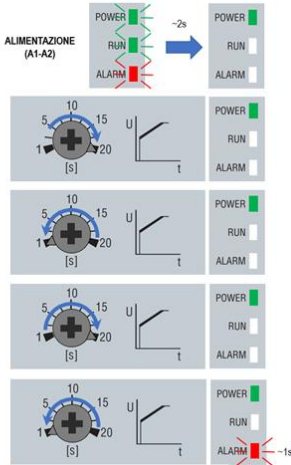 ALIMENTAZIONE
(A1-A2)
POWER
RUN
ALARM
~2s
POWER
RUN
ALARM
10
5
15
1
20
[s]
U
t
POWER
RUN
ALARM
10
5
15
1
20
[s]
U
t
POWER
RUN
ALARM
10
5
15
1
20
[s]
U
t
POWER
RUN
ALARM
10
5
15
1
20
[s]
U
t
POWER
RUN
ALARM
~1s